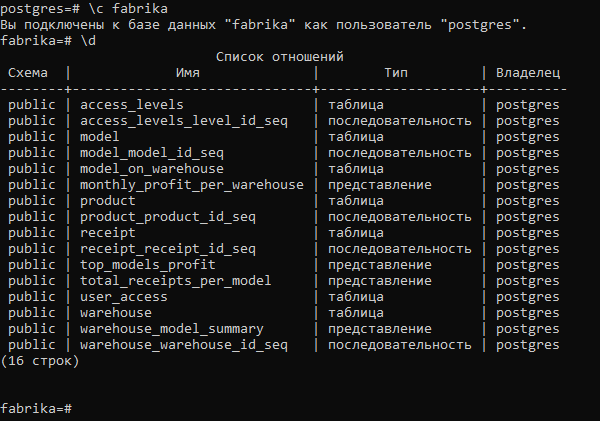 postgres=# \c fabrika
Вы подключены к базе данных "fabrika" как пользователь "postgres".
fabrika=# \d
Список отношений
Схема | Имя | Тип | Владелец
--------+-----------------------------+--------------------+----------
public | access_levels | таблица | postgres
public | access_levels_level_id_seq | последовательность | postgres
public | model | таблица | postgres
public | model_model_id_seq | последовательность | postgres
public | model_on_warehouse | таблица | postgres
public | monthly_profit_per_warehouse | представление | postgres
public | product | таблица | postgres
public | product_product_id_seq | последовательность | postgres
public | receipt | таблица | postgres
public | receipt_receipt_id_seq | последовательность | postgres
public | top_models_profit | представление | postgres
public | total_receipts_per_model | представление | postgres
public | user_access | таблица | postgres
public | warehouse | таблица | postgres
public | warehouse_model_summary | представление | postgres
public | warehouse_warehouse_id_seq | последовательность | postgres
(16 строк)
fabrika=#